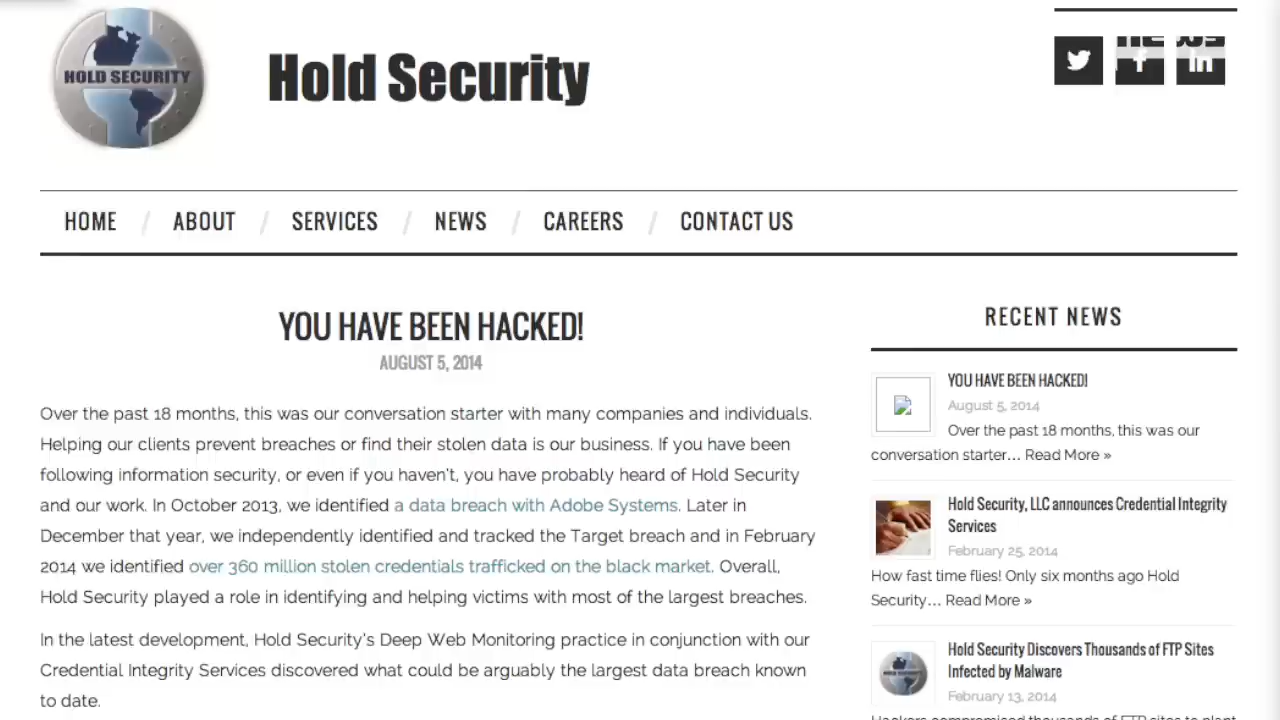 HOLD SECURITY
Hold Security
HOME / ABOUT / SERVICES / NEWS / CAREERS / CONTACT US
YOU HAVE BEEN HACKED!
AUGUST 5, 2014
Over the past 18 months, this was our conversation starter with many companies and individuals.
Helping our clients prevent breaches or find their stolen data is our business. If you have been
following information security, or even if you haven't, you have probably heard of Hold Security
and our work. In October 2013, we identified a data breach with Adobe Systems. Later in
December that year, we independently identified and tracked the Target breach and in February
2014 we identified over 360 million stolen credentials trafficked on the black market. Overall,
Hold Security played a role in identifying and helping victims with most of the largest breaches.
In the latest development, Hold Security's Deep Web Monitoring practice in conjunction with our
Credential Integrity Services discovered what could be arguably the largest data breach known
to date.
RECENT NEWS
YOU HAVE BEEN HACKED!
August 5, 2014
Over the past 18 months, this was our
conversation starter... Read More »
Hold Security, LLC announces Credential Integrity
Services
February 25, 2014
How fast time flies! Only six months ago Hold
Security... Read More »
Hold Security Discovers Thousands of FTP Sites
Infected by Malware
February 13, 2014
Hackers compromised thousands of FTP sites to plant
HOLD SECURITY